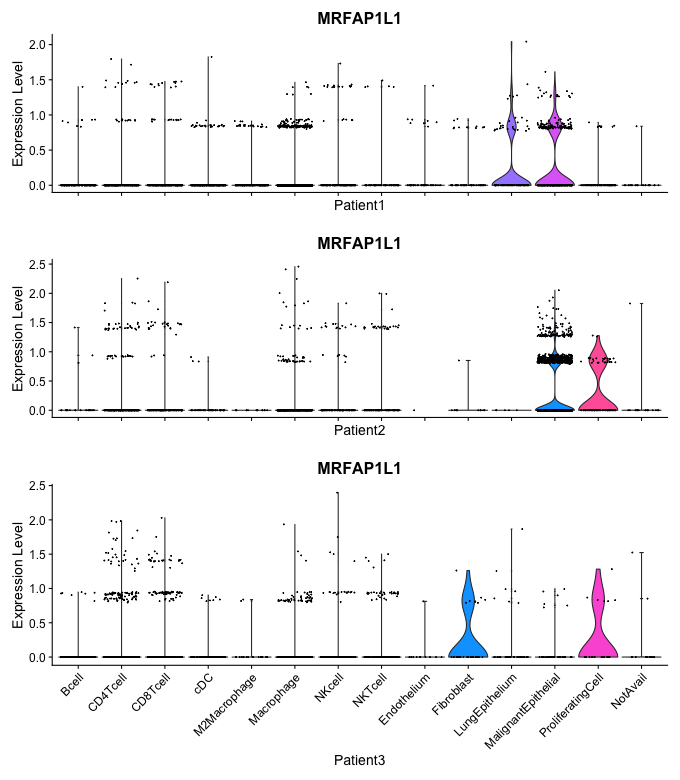 MRFAP1L1
Expression Level
2.0
1.5
1.0
0.5
0.0
Patient1
MRFAP1L1
Expression Level
2.5
2.0
1.5
1.0
0.5
0.0
Patient2
MRFAP1L1
Expression Level
2.5
2.0
1.5
1.0
0.5
0.0
Bcell
CD4Tcell
CD8Tcell
cDC
M2Macrophage
Macrophage
NKcell
NKTcell
Endothelium
Fibroblast
LungEpithelium
MalignantEpithelial
ProliferatingCell
NotAvail
Patient3